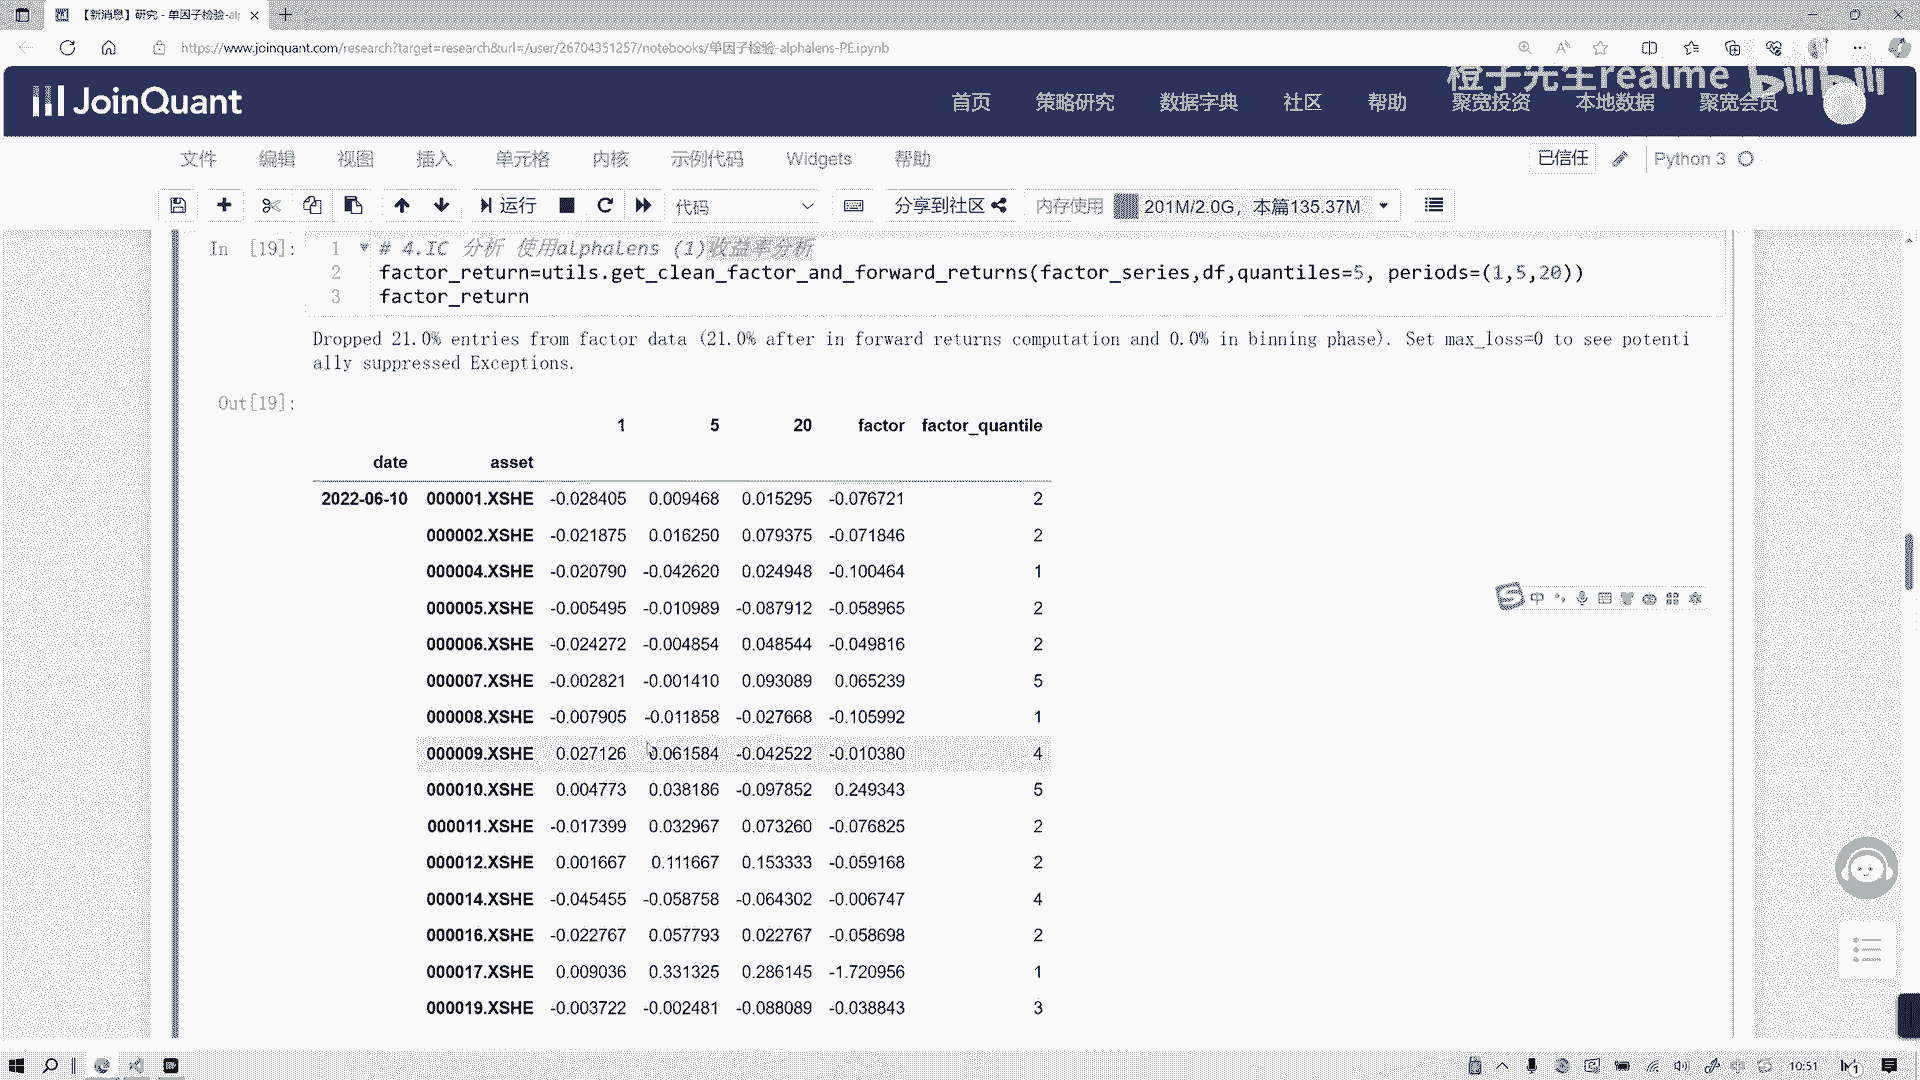 【新消息】研究 - 单因子检验-al
https://www.joinquant.com/research?target=research&url=/user/26704351257/notebooks/单因子检验-alphalens-PE.ipynb
橙子先生realme bilibili
JoinQuant 首页 策略研究 数据字典 社区 帮助 聚宽投资 本地数据 聚宽会员
文件 编辑 视图 插入 单元格 内核 示例代码 Widgets 帮助 已信任 Python 3
运行 代码 分享到社区 内存使用 201M/2.0G，本篇135.37M
In [19]: 1 # 4.IC 分析 使用alphalens (1)收益率分析
2 factor_return=utils.get_clean_factor_and_forward_returns(factor_series,df,quantiles=5, periods=(1,5,20))
3 factor_return
Dropped 21.0% entries from factor data (21.0% after in forward returns computation and 0.0% in binning phase). Set max_loss=0 to see potenti
ally suppressed Exceptions.
Out[19]:
1 5 20 factor factor_quantile
date asset
2022-06-10 000001.XSHE -0.028405 0.009468 0.015295 -0.076721 2
000002.XSHE -0.021875 0.016250 0.079375 -0.071846 2
000004.XSHE -0.020790 -0.042620 0.024948 -0.100464 1
000005.XSHE -0.005495 -0.010989 -0.087912 -0.058965 2
000006.XSHE -0.024272 -0.004854 0.048544 -0.049816 2
000007.XSHE -0.002821 -0.001410 0.093089 0.065239 5
000008.XSHE -0.007905 -0.011858 -0.027668 -0.105992 1
000009.XSHE 0.027126 0.061584 -0.042522 -0.010380 4
000010.XSHE 0.004773 0.038186 -0.097852 0.249343 5
000011.XSHE -0.017399 0.032967 0.073260 -0.076825 2
000012.XSHE 0.001667 0.111667 0.153333 -0.059168 2
000014.XSHE -0.045455 -0.058758 -0.064302 -0.006747 4
000016.XSHE -0.022767 0.057793 0.022767 -0.058698 2
000017.XSHE 0.009036 0.331325 0.286145 -1.720956 1
000019.XSHE -0.003722 -0.002481 -0.088089 -0.038843 3
中
10:51